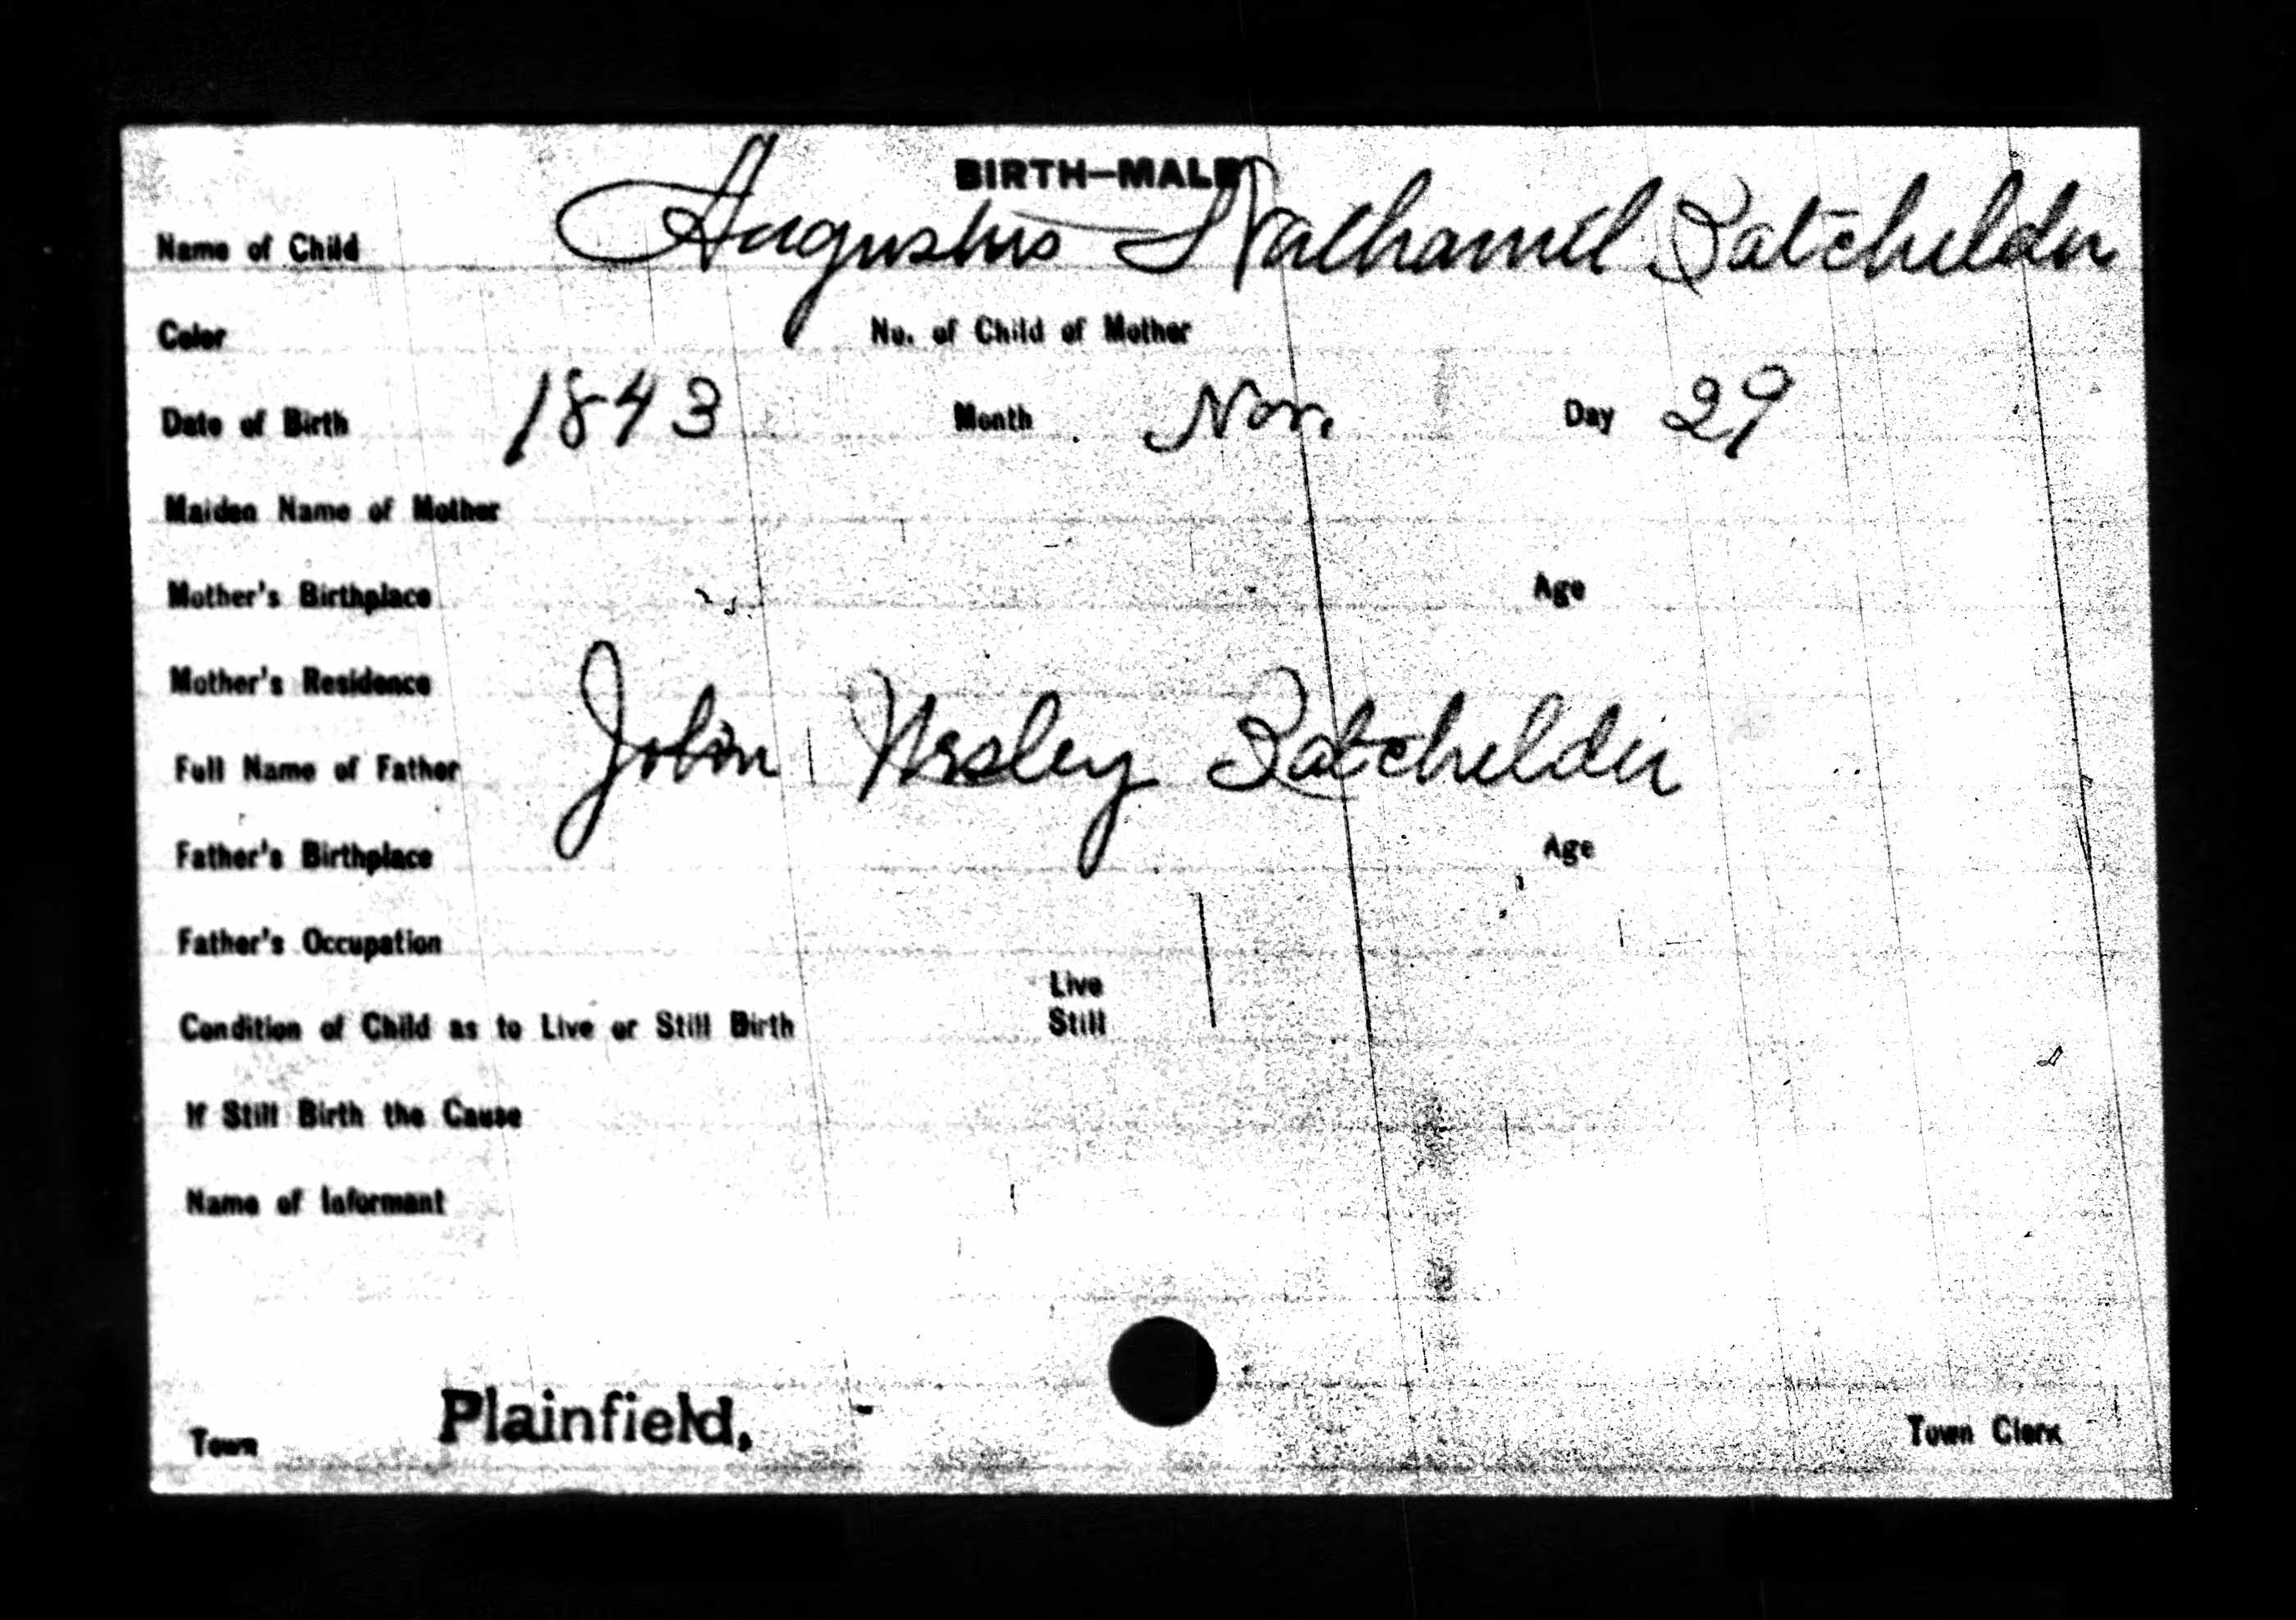 BIRTH—MALE
Name of Child Augustus Nathaniel Batchelder
Color No. of Child of Mother
Date of Birth 1843 Month Nov. Day 29
Maiden Name of Mother
Mother's Birthplace Age
Mother's Residence
Full Name of Father John Wesley Batchelder
Father's Birthplace Age
Father's Occupation
Live
Condition of Child as to Live or Still Birth Still
If Still Birth the Cause
Name of Informant
Town Plainfield, Town Clerk